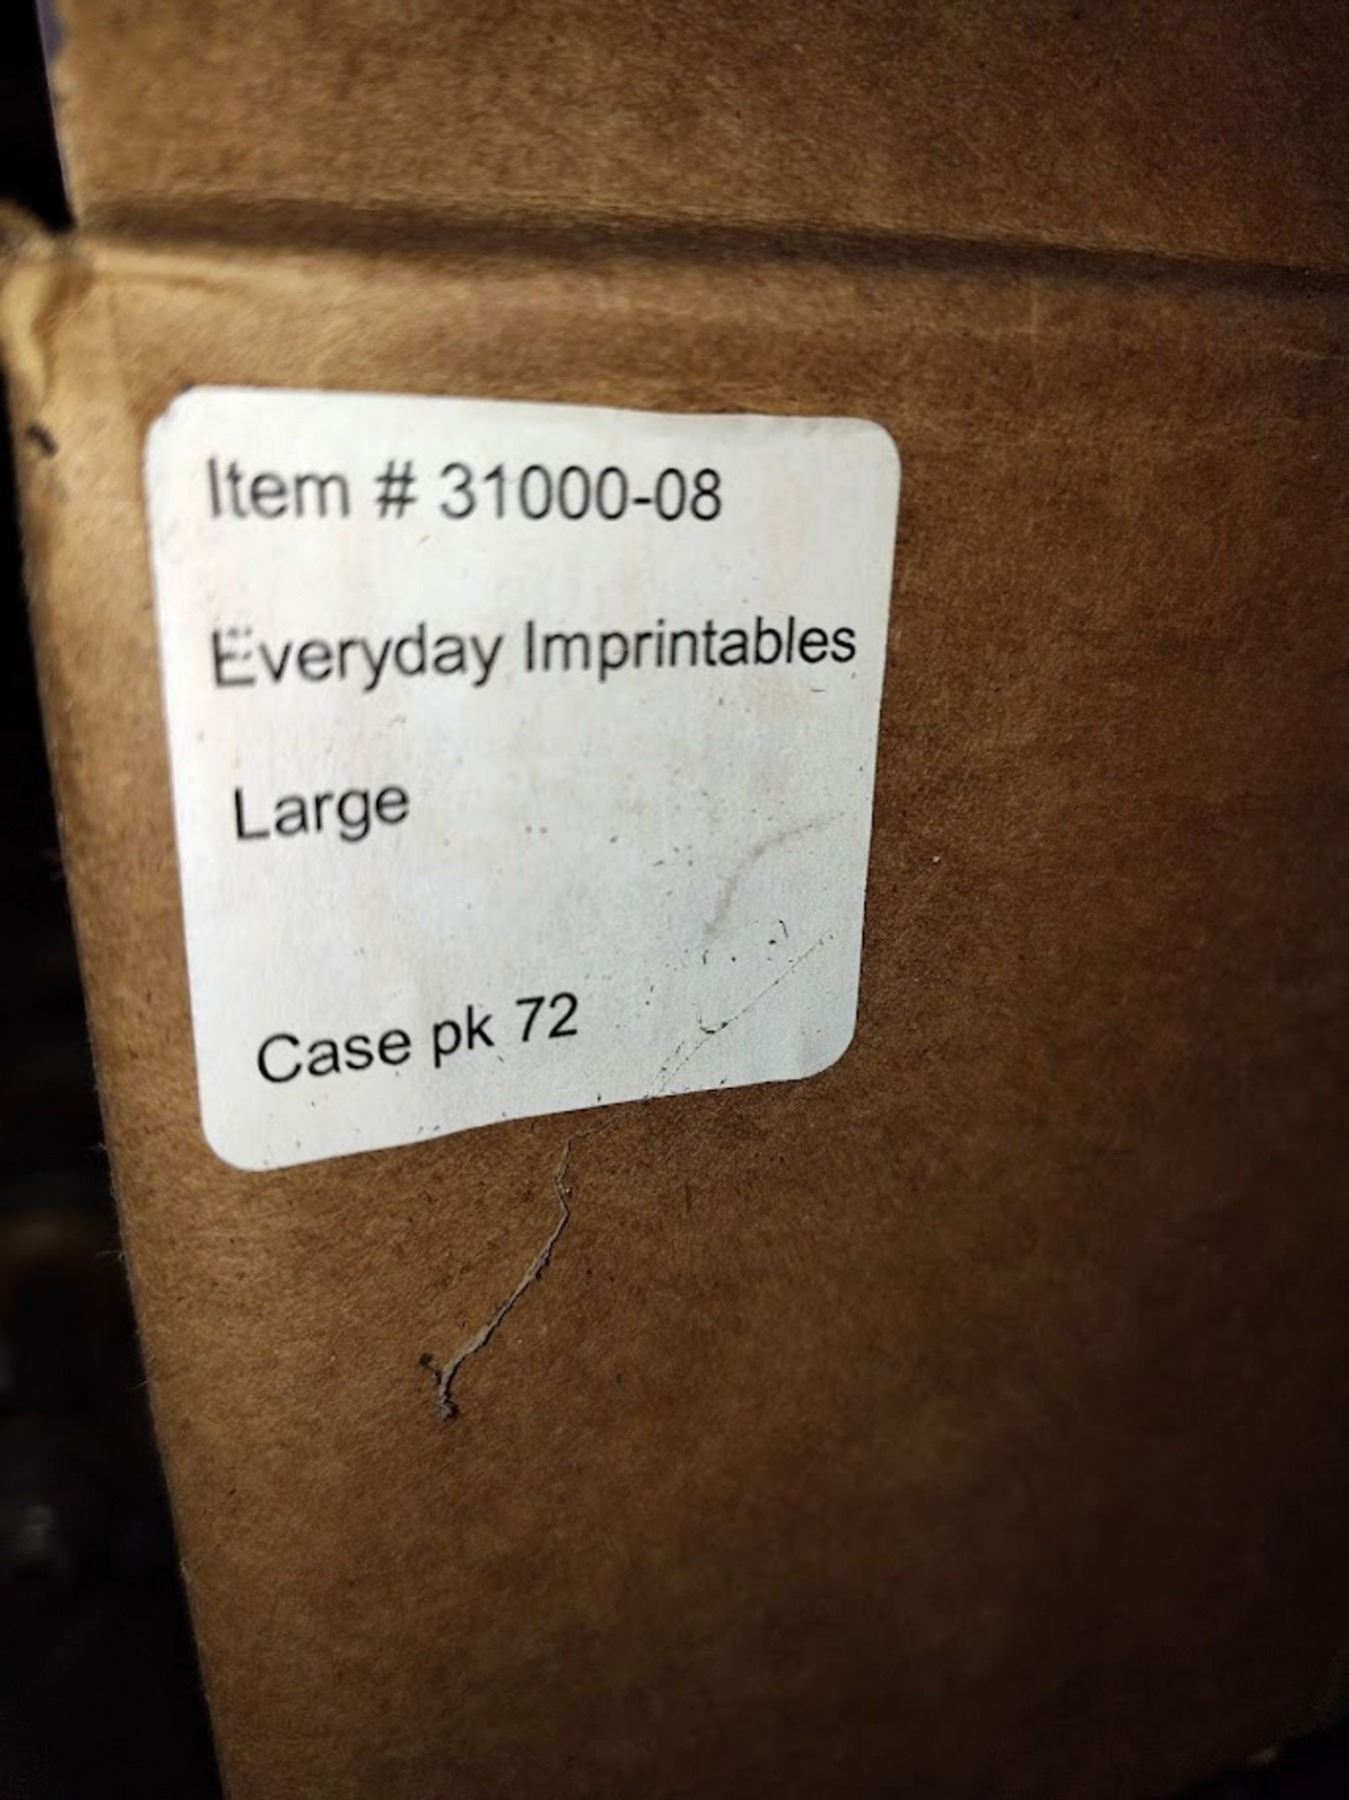 Item # 31000-08
Everyday Imprintables
Large
Case pk 72